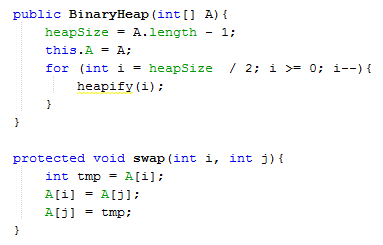 public BinaryHeap(int[] A){
    heapSize = A.length - 1;
    this.A = A;
    for (int i = heapSize  / 2; i >= 0; i--){
        heapify(i);
    }
}

protected void swap(int i, int j){
    int tmp = A[i];
    A[i] = A[j];
    A[j] = tmp;
}